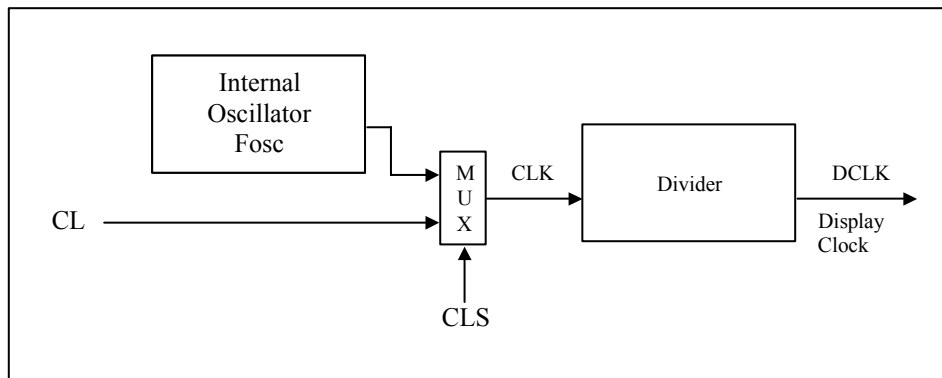 Internal
Oscillator
Fosc
M
U
X
CL
CLS
CLK
Divider
DCLK
Display
Clock